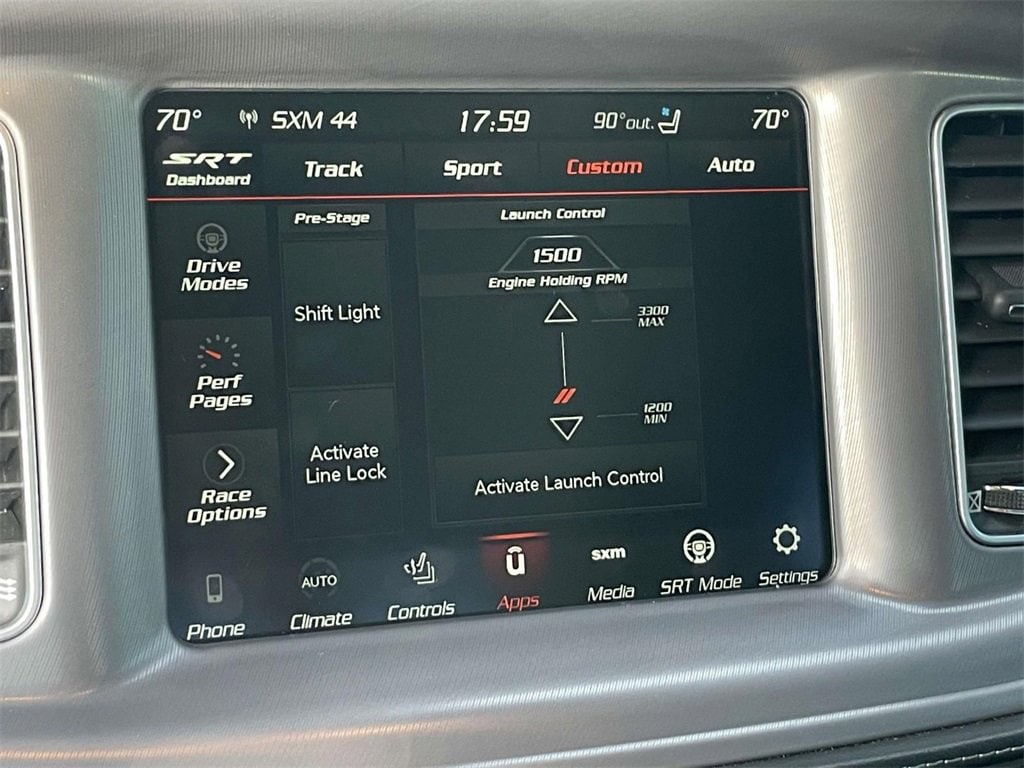 70° SXM 44 17:59 90°out. 70°
SRT
Dashboard
Track Sport Custom Auto
Drive
Modes
Perf
Pages
Race
Options
Pre-Stage
Shift Light
Activate
Line Lock
Launch Control
1500
Engine Holding RPM
3300
MAX
1200
MIN
Activate Launch Control
Phone
AUTO
Climate
Controls
ū
Apps
sxm
Media
SRT Mode
Settings